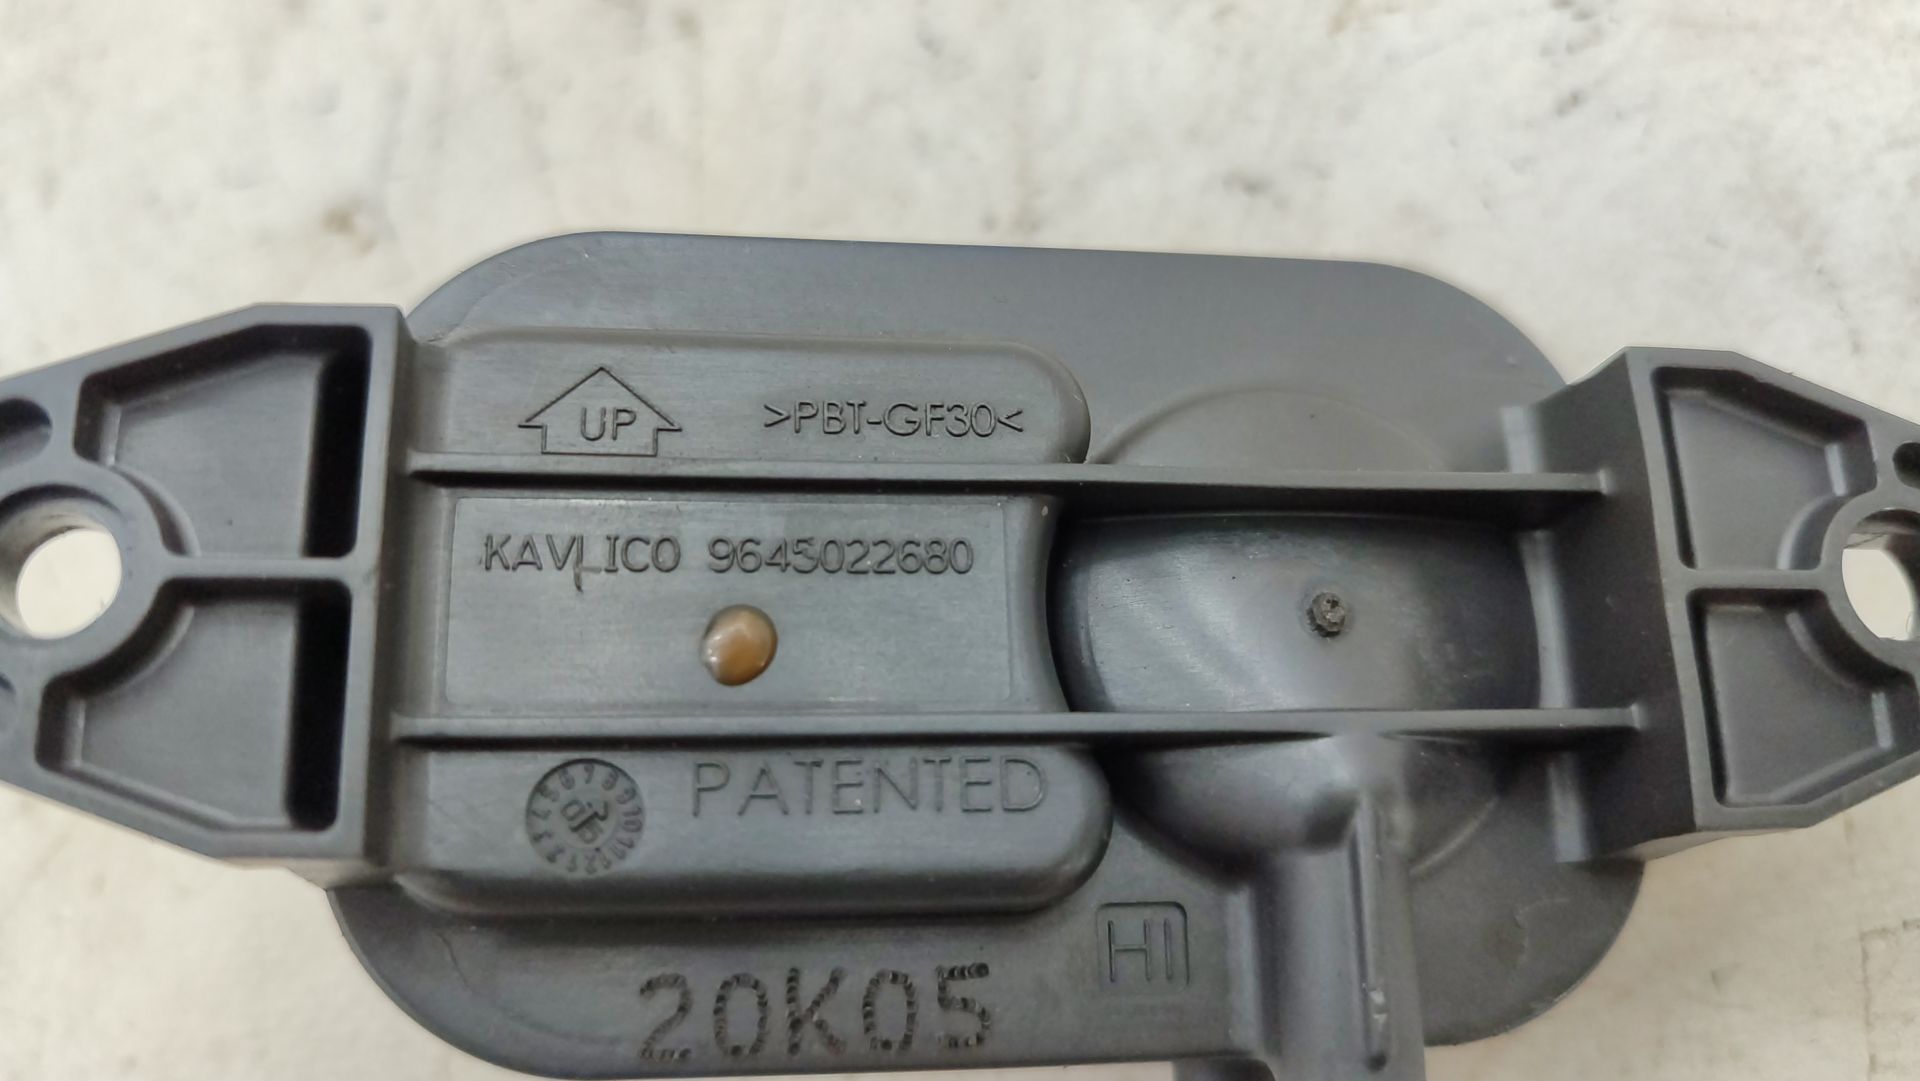 UP
>PBT-GF30<
KAVLICO 9645022680
PATENTED
HI
20K05